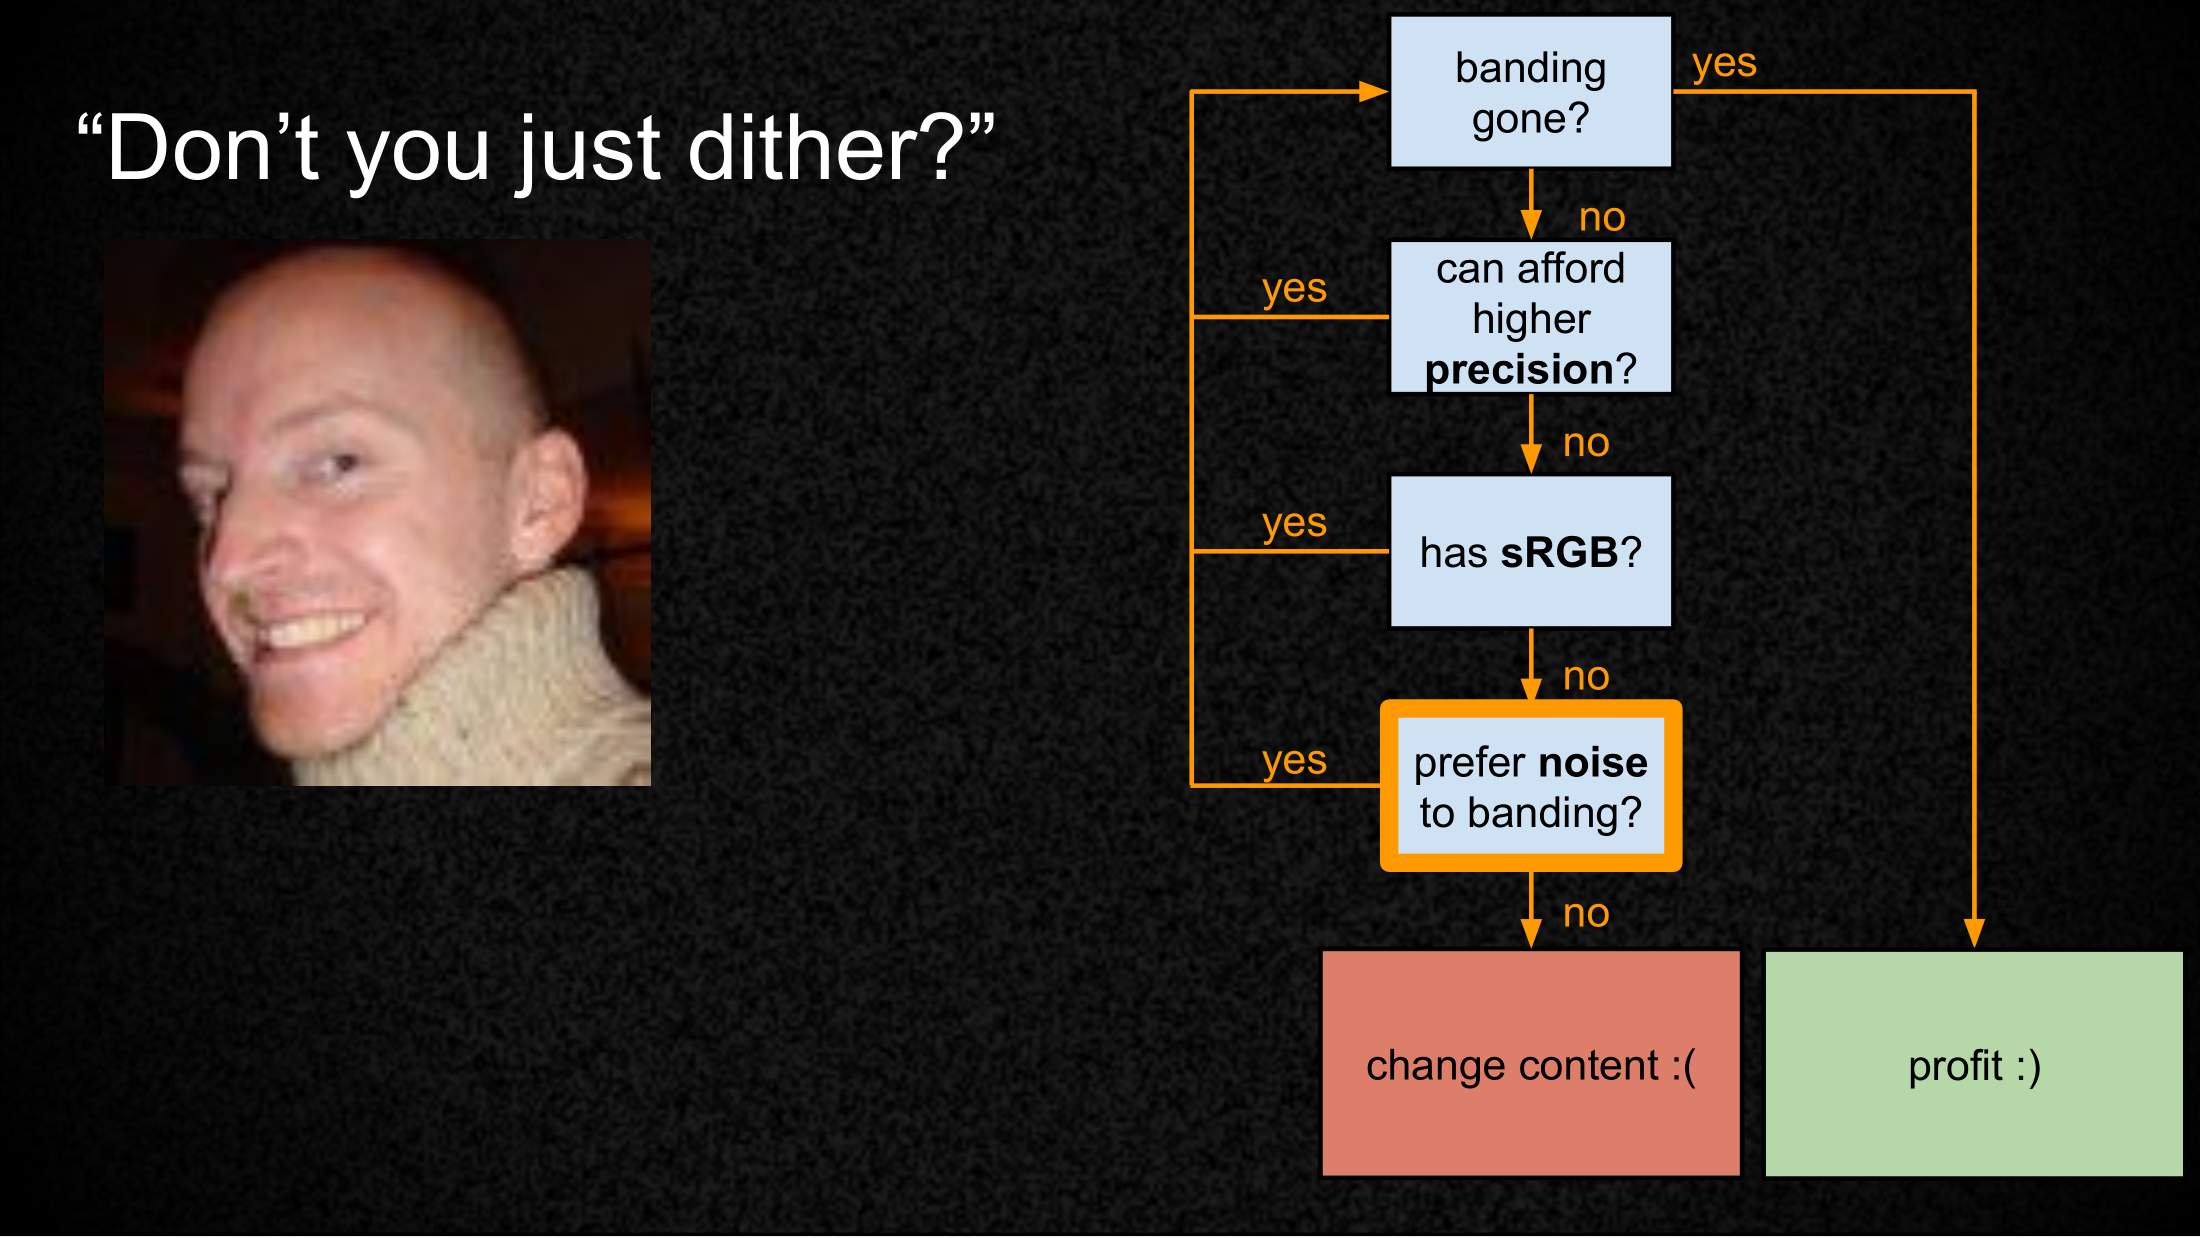 “Don’t you just dither?”
banding
gone?
yes
no
can afford
higher
precision?
yes
no
has sRGB?
yes
no
prefer noise
to banding?
yes
no
change content :(
profit :)